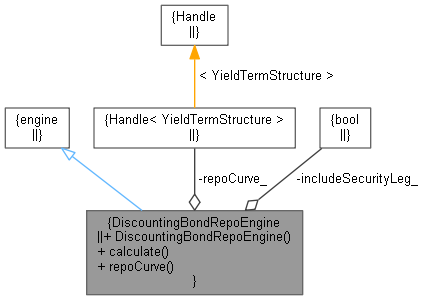 {Handle
||}
< YieldTermStructure >
{engine
||}
{Handle< YieldTermStructure >
||}
{bool
||}
-repoCurve_
-includeSecurityLeg_
{DiscountingBondRepoEngine
||+ DiscountingBondRepoEngine()
+ calculate()
+ repoCurve()
}